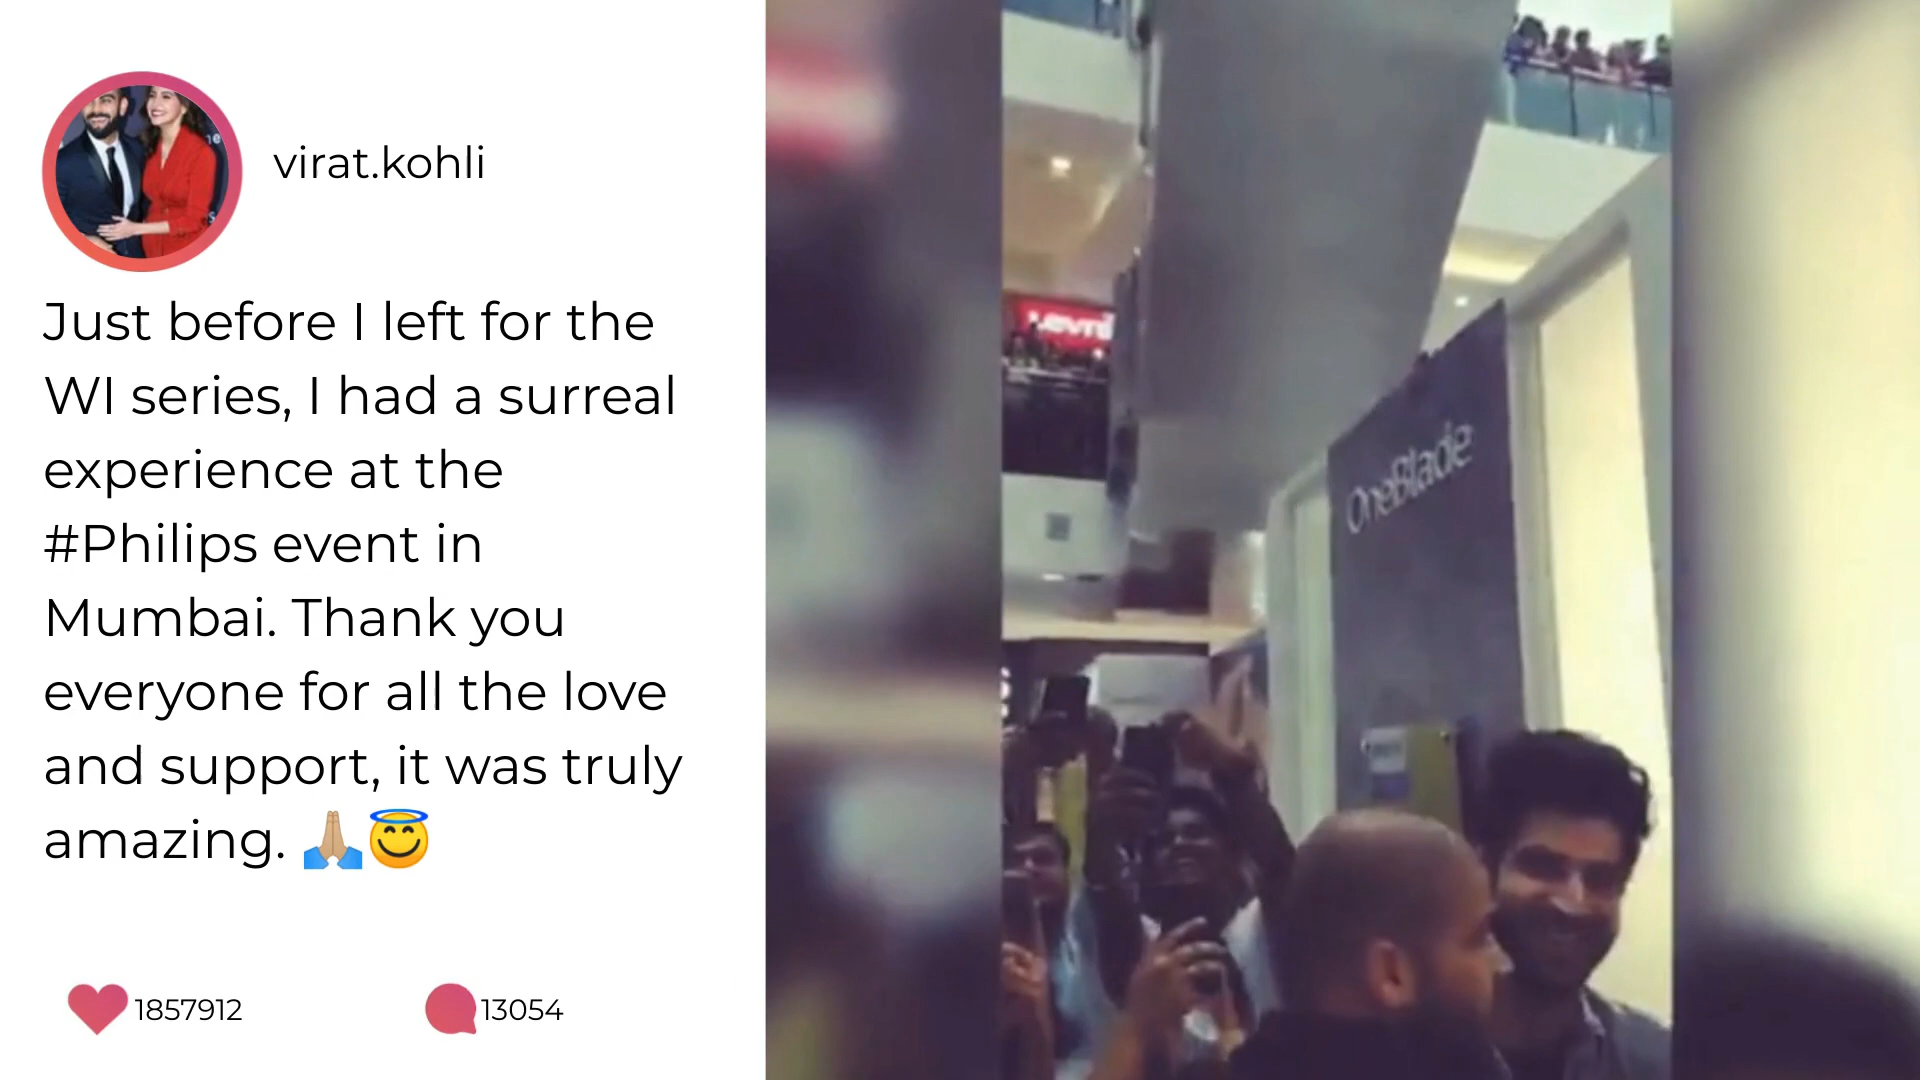 virat.kohli
Just before I left for the
WI series, I had a surreal
experience at the
#Philips event in
Mumbai. Thank you
everyone for all the love
and support, it was truly
amazing. 🙏🏼😇
1857912
13054
OneBlade